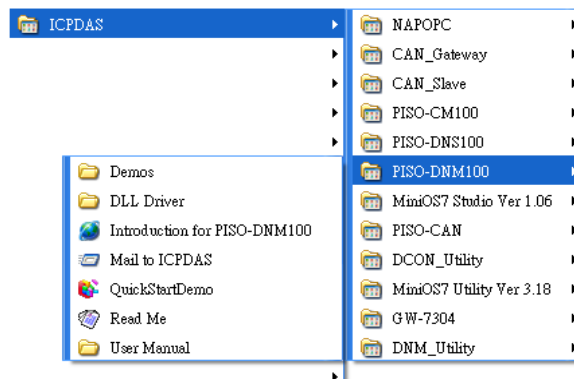 ICPDAS
NAPOPC
CAN_Gateway
CAN_Slave
PISO-CM100
PISO-DNS100
PISO-DNM100
MiniOS7 Studio Ver 1.06
PISO-CAN
DCON_Utility
MiniOS7 Utility Ver 3.18
GW-7304
DNM_Utility
Demos
DLL Driver
Introduction for PISO-DNM100
Mail to ICPDAS
QuickStartDemo
Read Me
User Manual